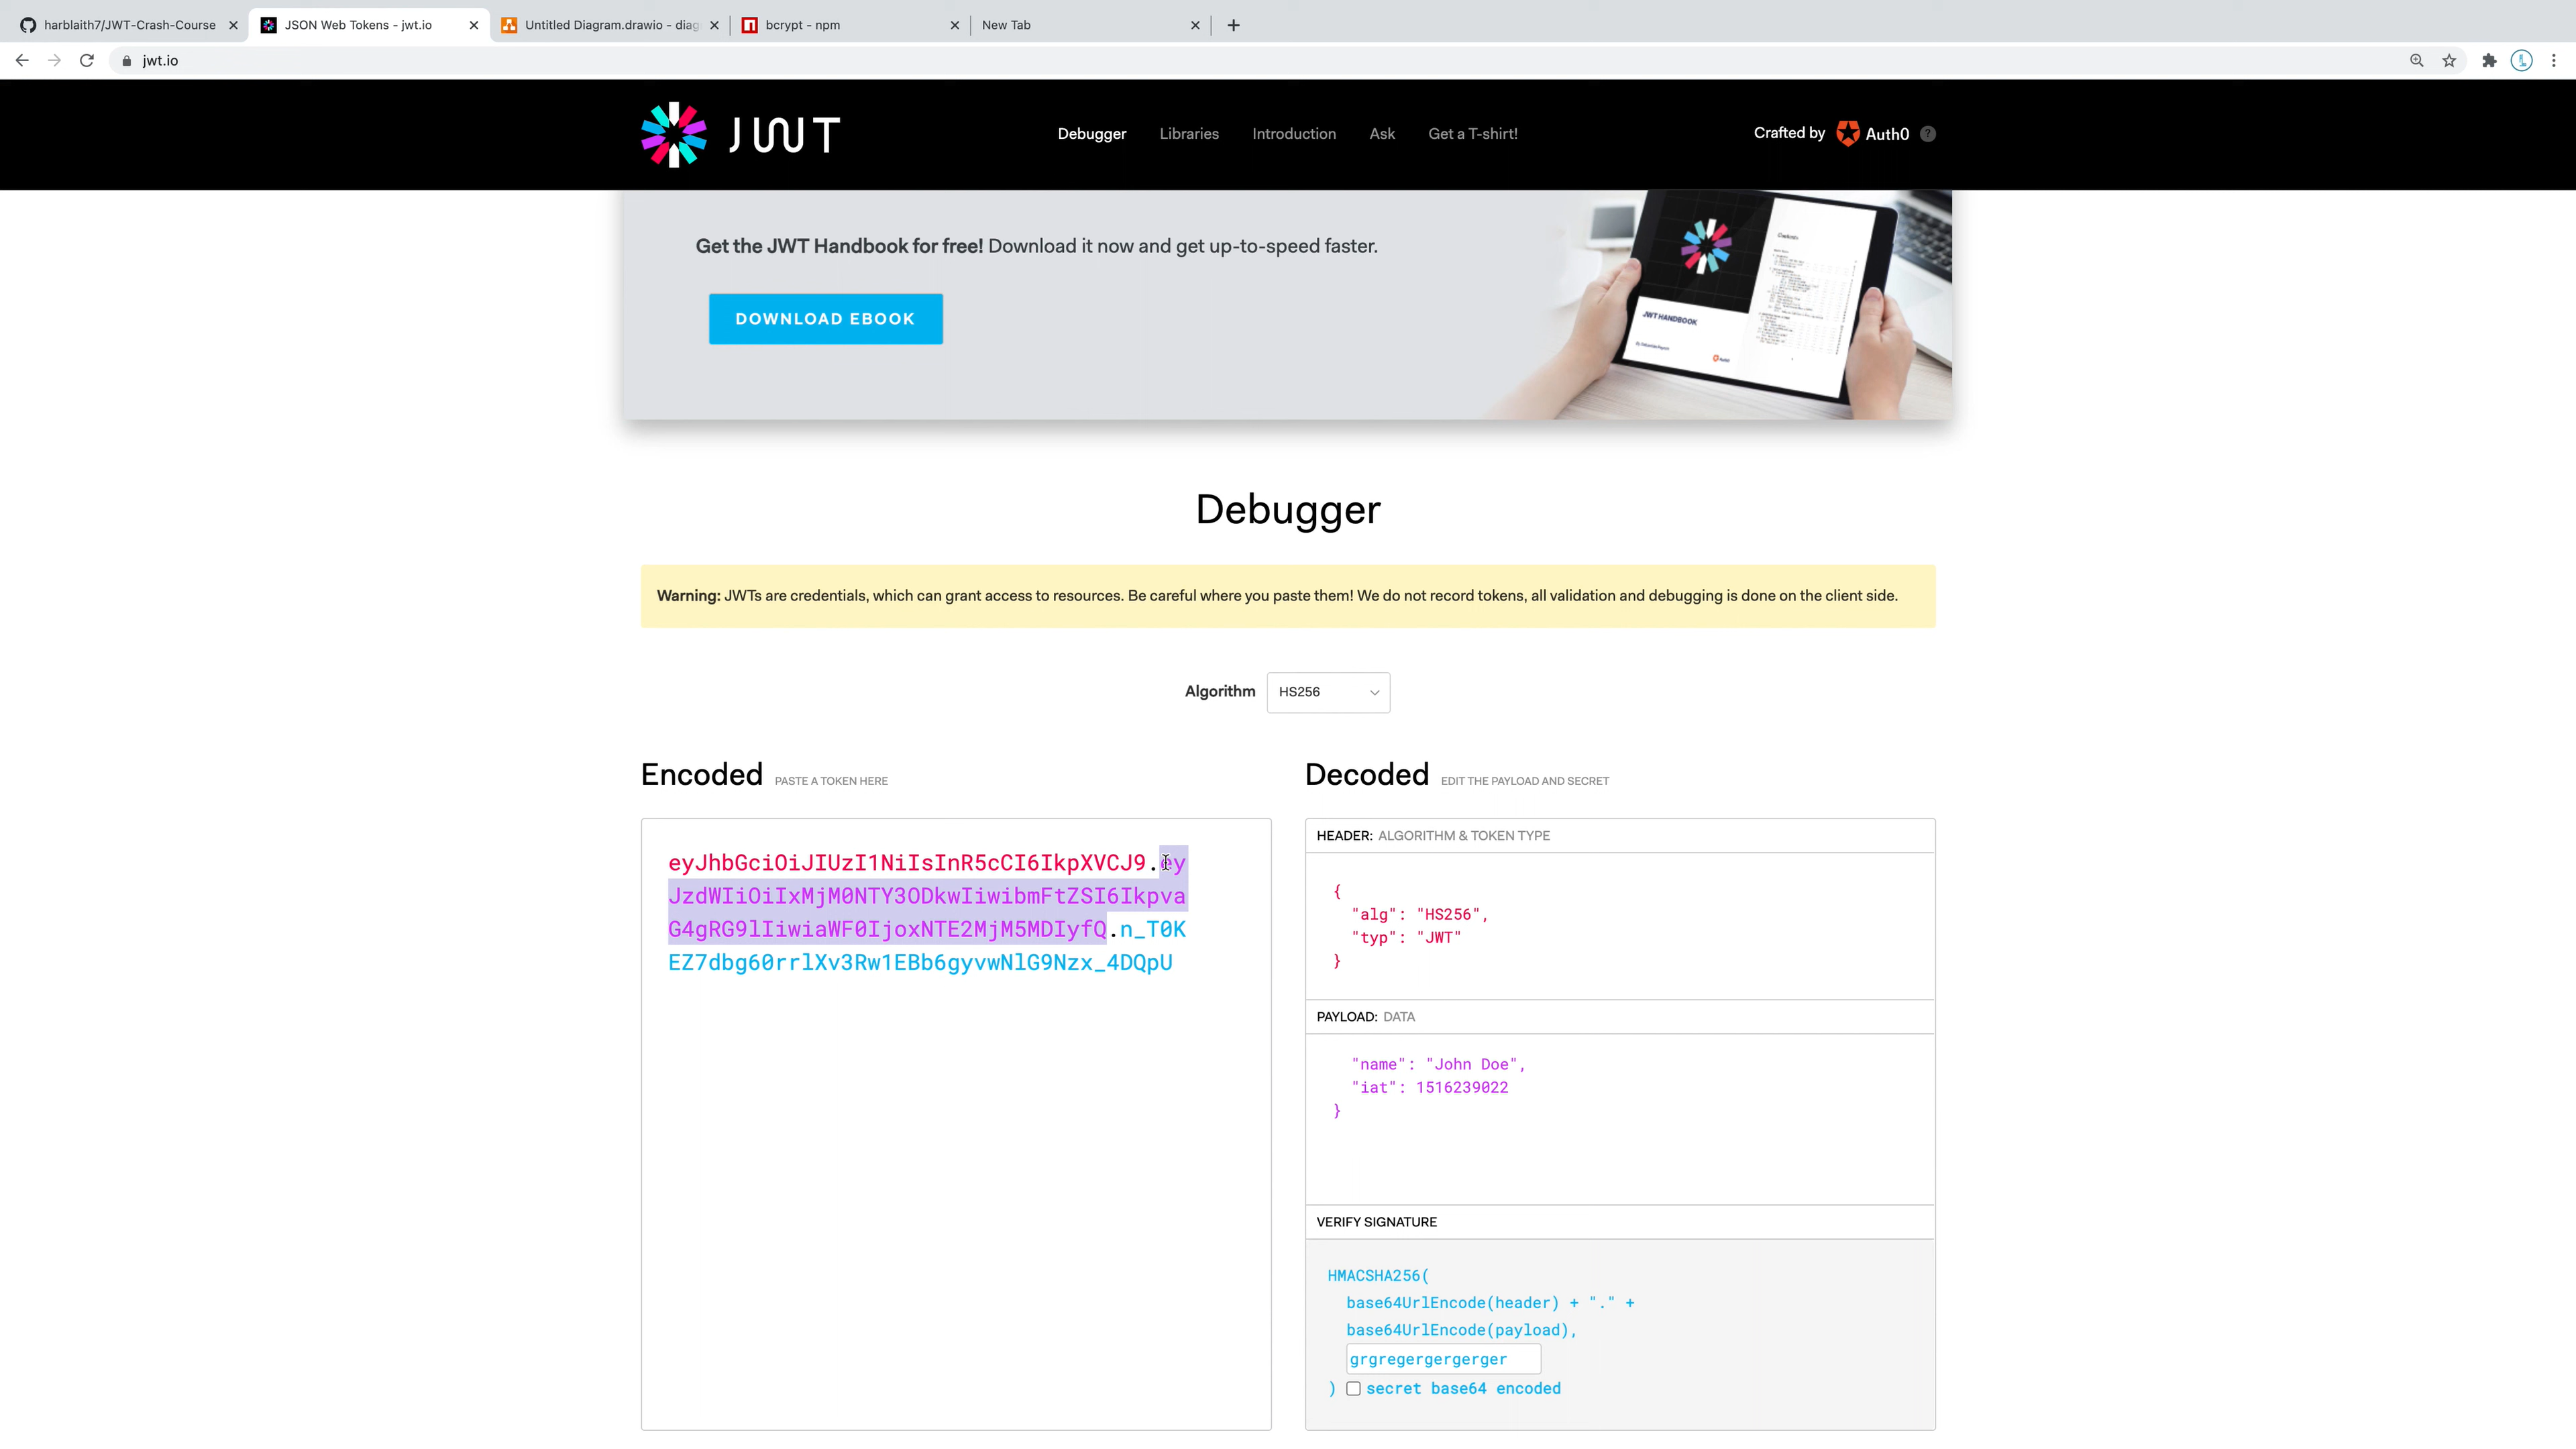 harblaith7/JWT-Crash-Course
JSON Web Tokens - jwt.io
Untitled Diagram.drawio - diag
bcrypt - npm
New Tab
jwt.io
JWT
Debugger
Libraries
Introduction
Ask
Get a T-shirt!
Crafted by
Auth0
?
Get the JWT Handbook for free! Download it now and get up-to-speed faster.
DOWNLOAD EBOOK
JWT HANDBOOK
Debugger
Warning: JWTs are credentials, which can grant access to resources. Be careful where you paste them! We do not record tokens, all validation and debugging is done on the client side.
Algorithm
HS256
Encoded PASTE A TOKEN HERE
eyJhbGciOiJIUzI1NiIsInR5cCI6IkpXVCJ9.ey
JzdWIiOiIxMjM0NTY3ODkwIiwibmFtZSI6Ikpva
G4gRG9lIiwiaWF0IjoxNTE2MjM5MDIyfQ.n_T0K
EZ7dbg60rrlXv3Rw1EBb6gyvwNlG9Nzx_4DQpU
Decoded EDIT THE PAYLOAD AND SECRET
HEADER: ALGORITHM & TOKEN TYPE
{
"alg": "HS256",
"typ": "JWT"
}
PAYLOAD: DATA
"name": "John Doe",
"iat": 1516239022
}
VERIFY SIGNATURE
HMACSHA256(
base64UrlEncode(header) + "." +
base64UrlEncode(payload),
grgregergergerger
) secret base64 encoded